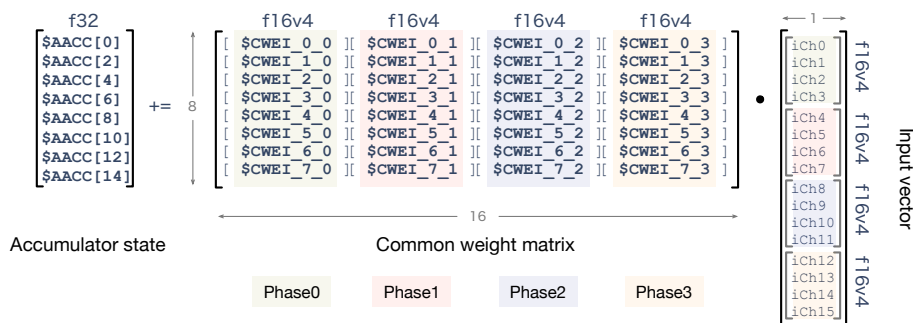 f32 f16v4 f16v4 f16v4 f16v4 1
$AACC[0] [ $CWEI_0_0 ][ $CWEI_0_1 ][ $CWEI_0_2 ][ $CWEI_0_3 ] iCh0
$AACC[2] [ $CWEI_1_0 ][ $CWEI_1_1 ][ $CWEI_1_2 ][ $CWEI_1_3 ] iCh1
$AACC[4] [ $CWEI_2_0 ][ $CWEI_2_1 ][ $CWEI_2_2 ][ $CWEI_2_3 ] iCh2
$AACC[6] [ $CWEI_3_0 ][ $CWEI_3_1 ][ $CWEI_3_2 ][ $CWEI_3_3 ] iCh3
+= 8 •
$AACC[8] [ $CWEI_4_0 ][ $CWEI_4_1 ][ $CWEI_4_2 ][ $CWEI_4_3 ] iCh4
$AACC[10] [ $CWEI_5_0 ][ $CWEI_5_1 ][ $CWEI_5_2 ][ $CWEI_5_3 ] iCh5
$AACC[12] [ $CWEI_6_0 ][ $CWEI_6_1 ][ $CWEI_6_2 ][ $CWEI_6_3 ] iCh6
$AACC[14] [ $CWEI_7_0 ][ $CWEI_7_1 ][ $CWEI_7_2 ][ $CWEI_7_3 ] iCh7
iCh8
iCh9
iCh10
iCh11
iCh12
iCh13
iCh14
iCh15
f16v4
f16v4
f16v4
f16v4
Input vector
16
Accumulator state
Common weight matrix
Phase0 Phase1 Phase2 Phase3